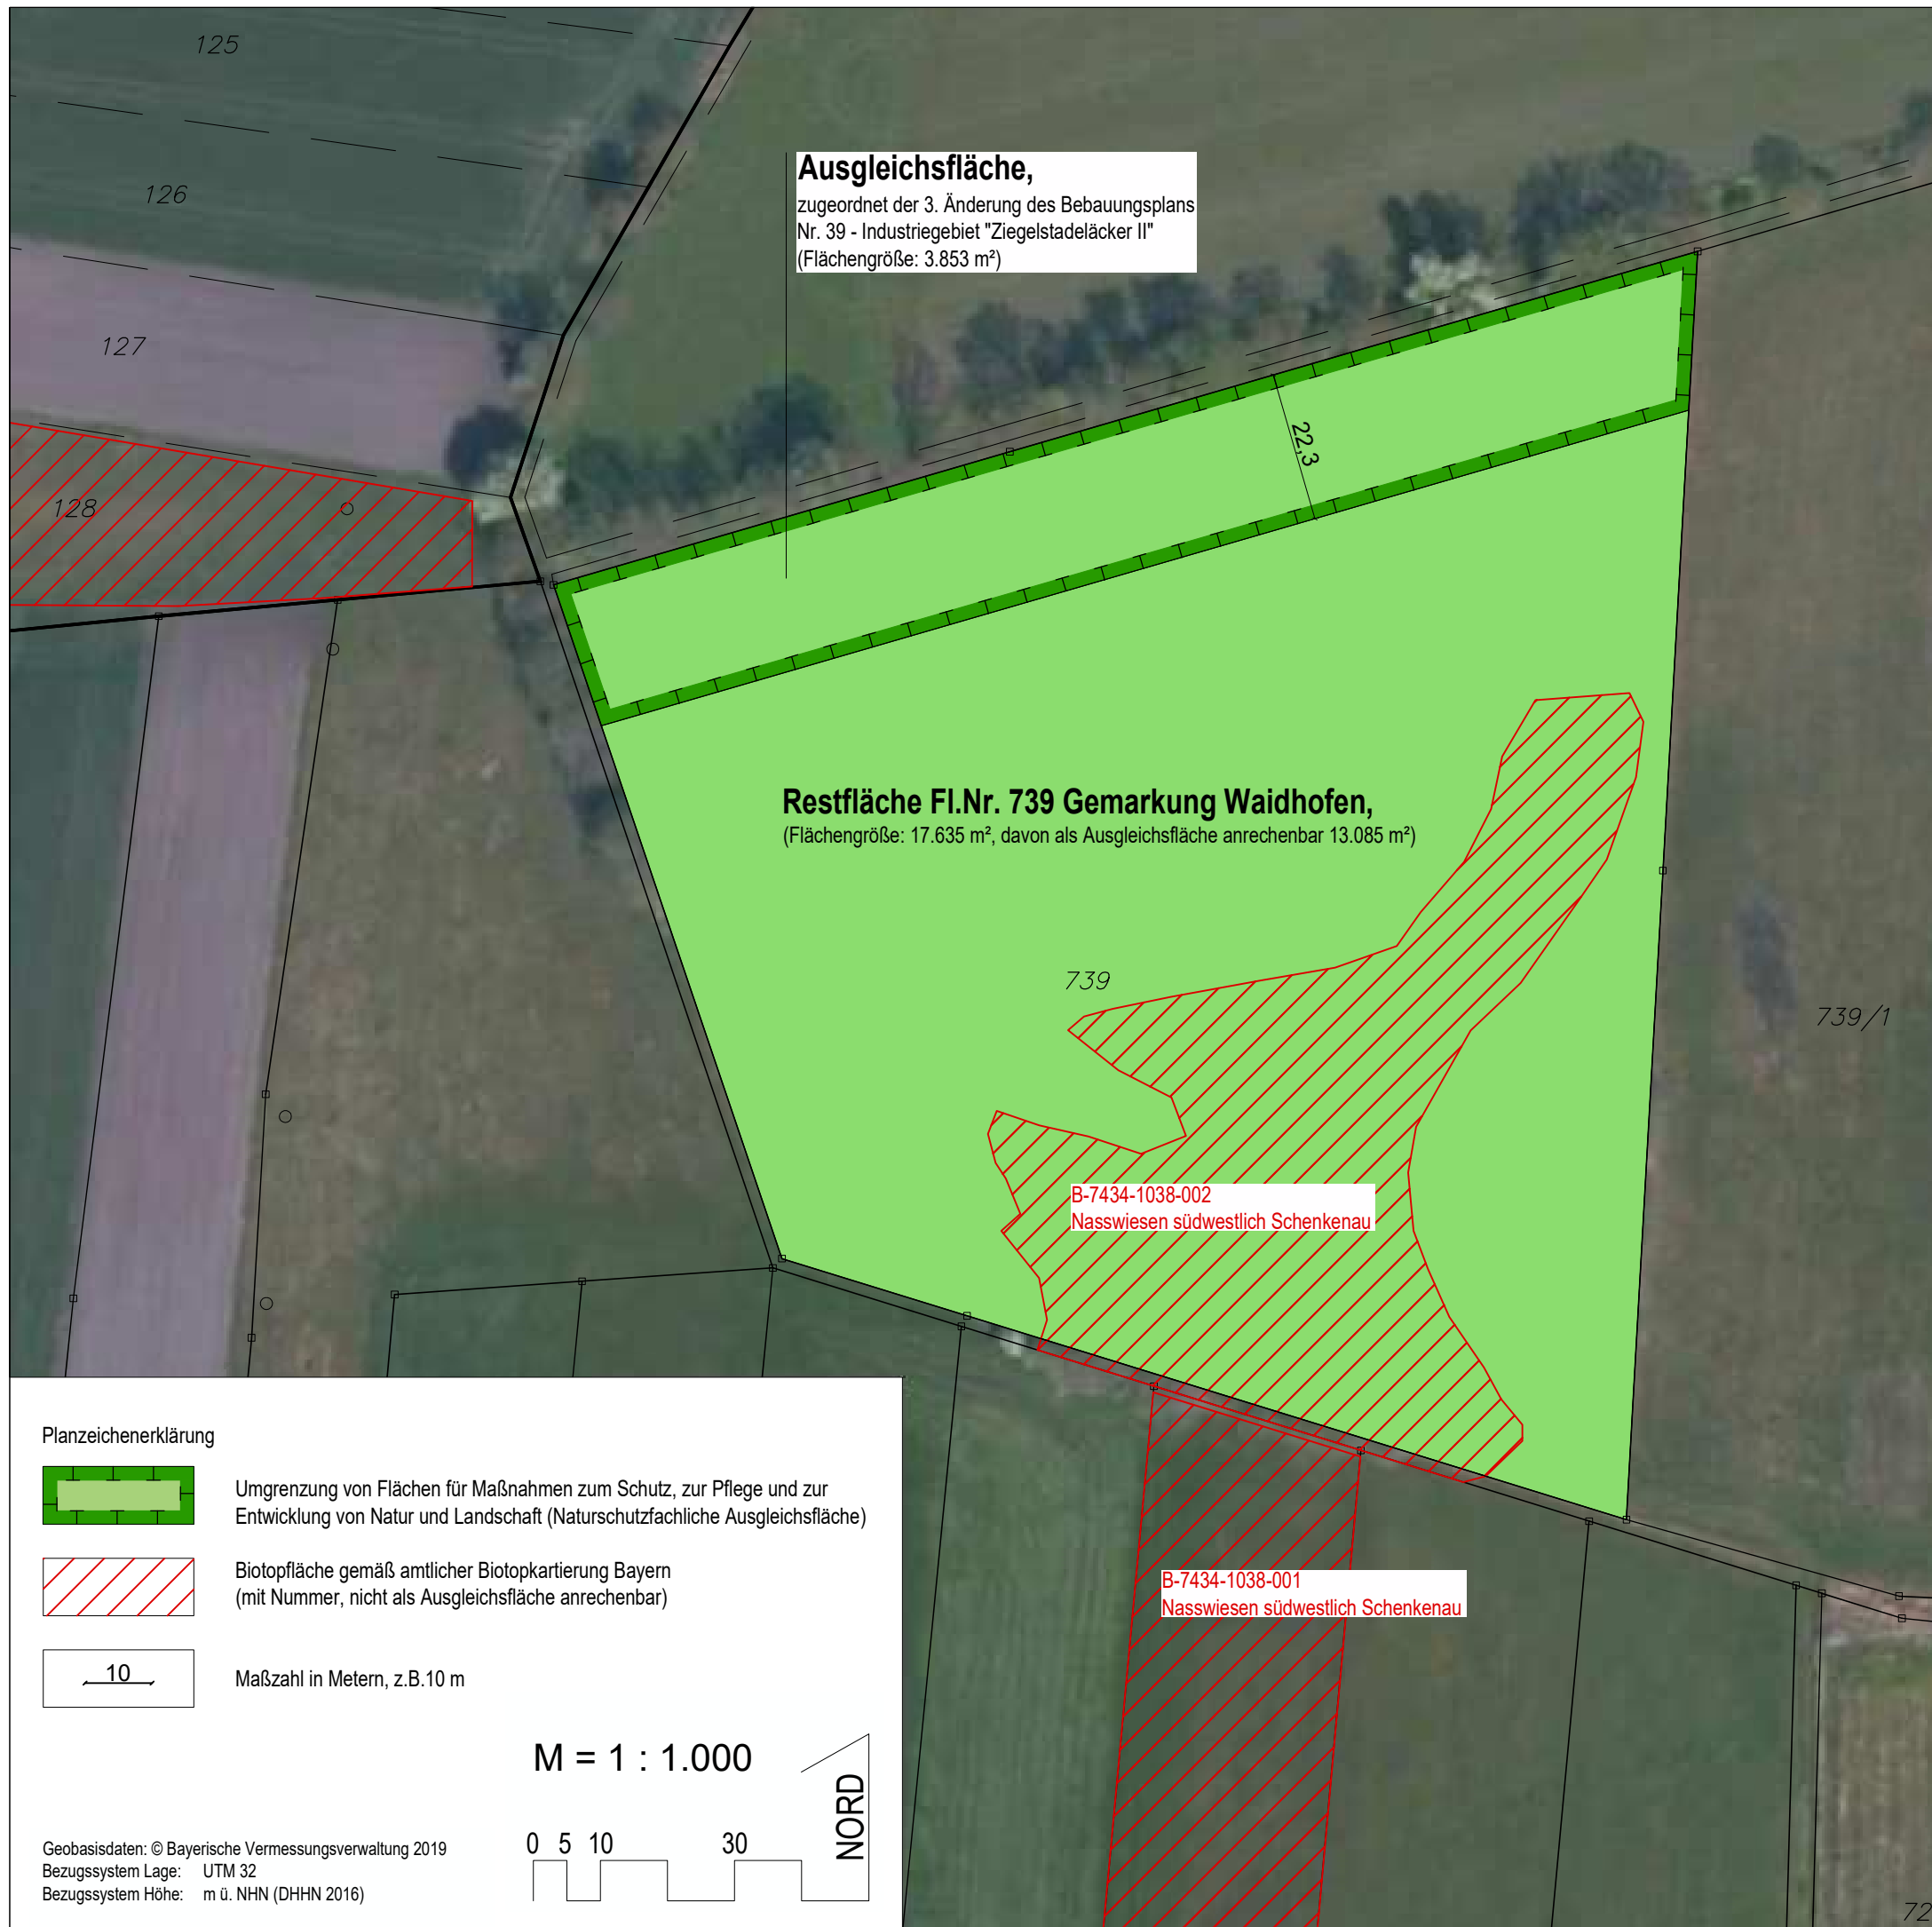 125
126
127
128
Ausgleichsfläche,
zugeordnet der 3. Änderung des Bebauungsplans
Nr. 39 - Industriegebiet "Ziegelstadeläcker II"
(Flächengröße: 3.853 m²)
22,3
Restfläche Fl.Nr. 739 Gemarkung Waidhofen,
(Flächengröße: 17.635 m², davon als Ausgleichsfläche anrechenbar 13.085 m²)
739
739/1
B-7434-1038-002
Nasswiesen südwestlich Schenkenau
B-7434-1038-001
Nasswiesen südwestlich Schenkenau
Planzeichenerklärung
Umgrenzung von Flächen für Maßnahmen zum Schutz, zur Pflege und zur
Entwicklung von Natur und Landschaft (Naturschutzfachliche Ausgleichsfläche)
Biotopfläche gemäß amtlicher Biotopkartierung Bayern
(mit Nummer, nicht als Ausgleichsfläche anrechenbar)
10
Maßzahl in Metern, z.B.10 m
M = 1 : 1.000
NORD
0 5 10 30
Geobasisdaten: © Bayerische Vermessungsverwaltung 2019
Bezugssystem Lage: UTM 32
Bezugssystem Höhe: m ü. NHN (DHHN 2016)